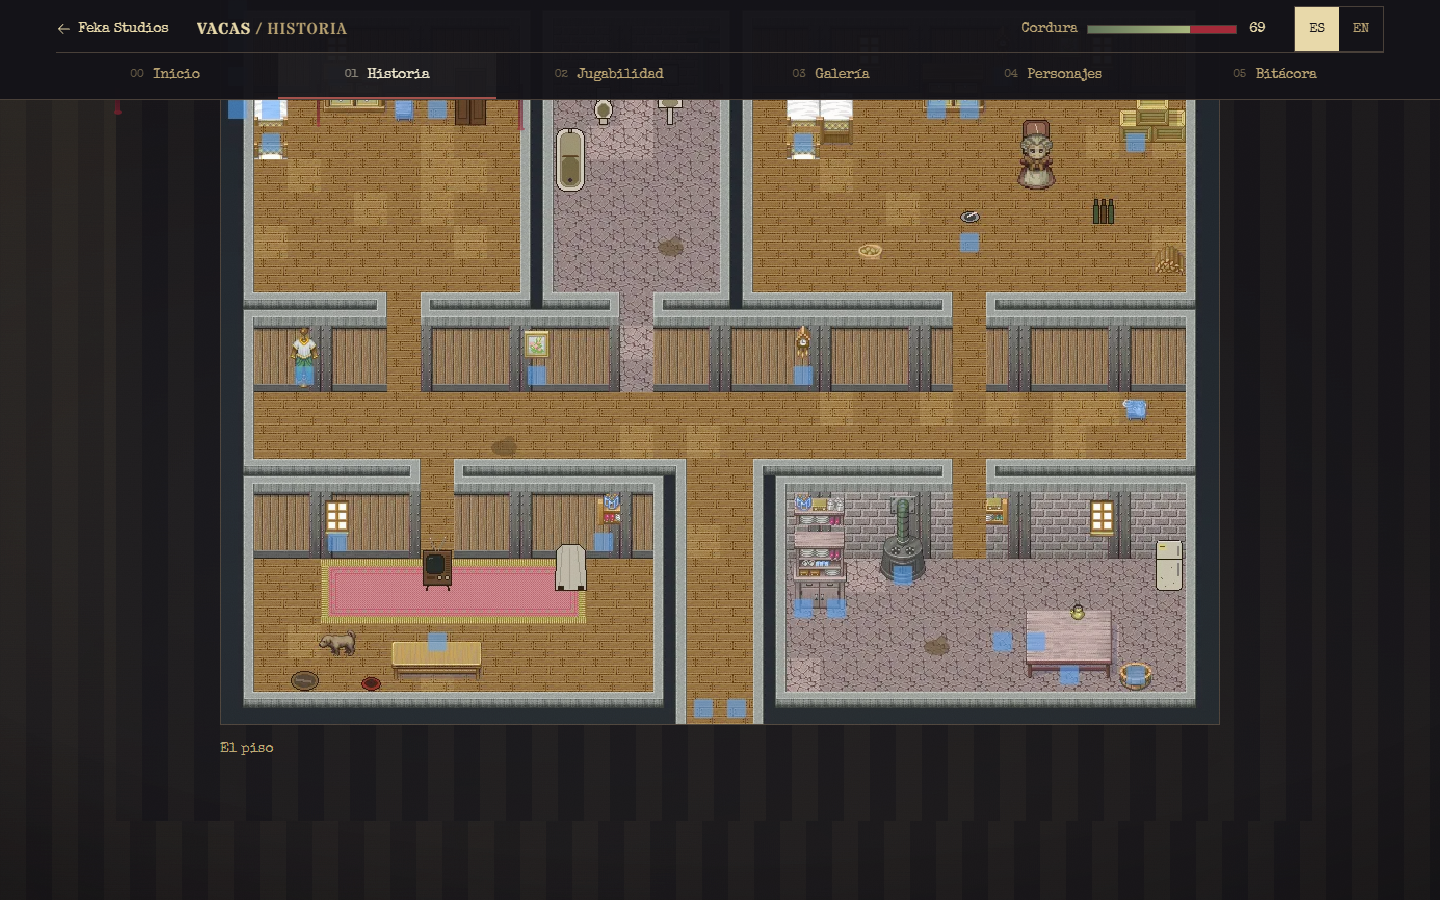 ← Feka Studios
VACAS / HISTORIA
Cordura
69
ES
EN
00 Inicio
01 Historia
02 Jugabilidad
03 Galería
04 Personajes
05 Bitácora
El piso